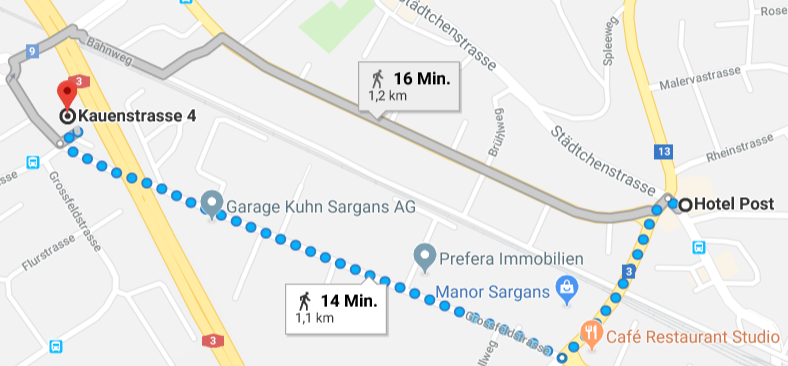 Städtchenstrasse
Rose
Spleeweg
9
Bahnweg
3
16 Min.
1,2 km
Malervastrasse
Kauenstrasse 4
Brühlweg
Städtchenstrasse
13
Rheinstrasse
sse
Grossfeldstrasse
Hotel Post
Garage Kuhn Sargans AG
Flurstrasse
Prefera Immobilien
3
Manor Sargans
14 Min.
1,1 km
Grossfeldstrasse
3
llweg
Café Restaurant Studio